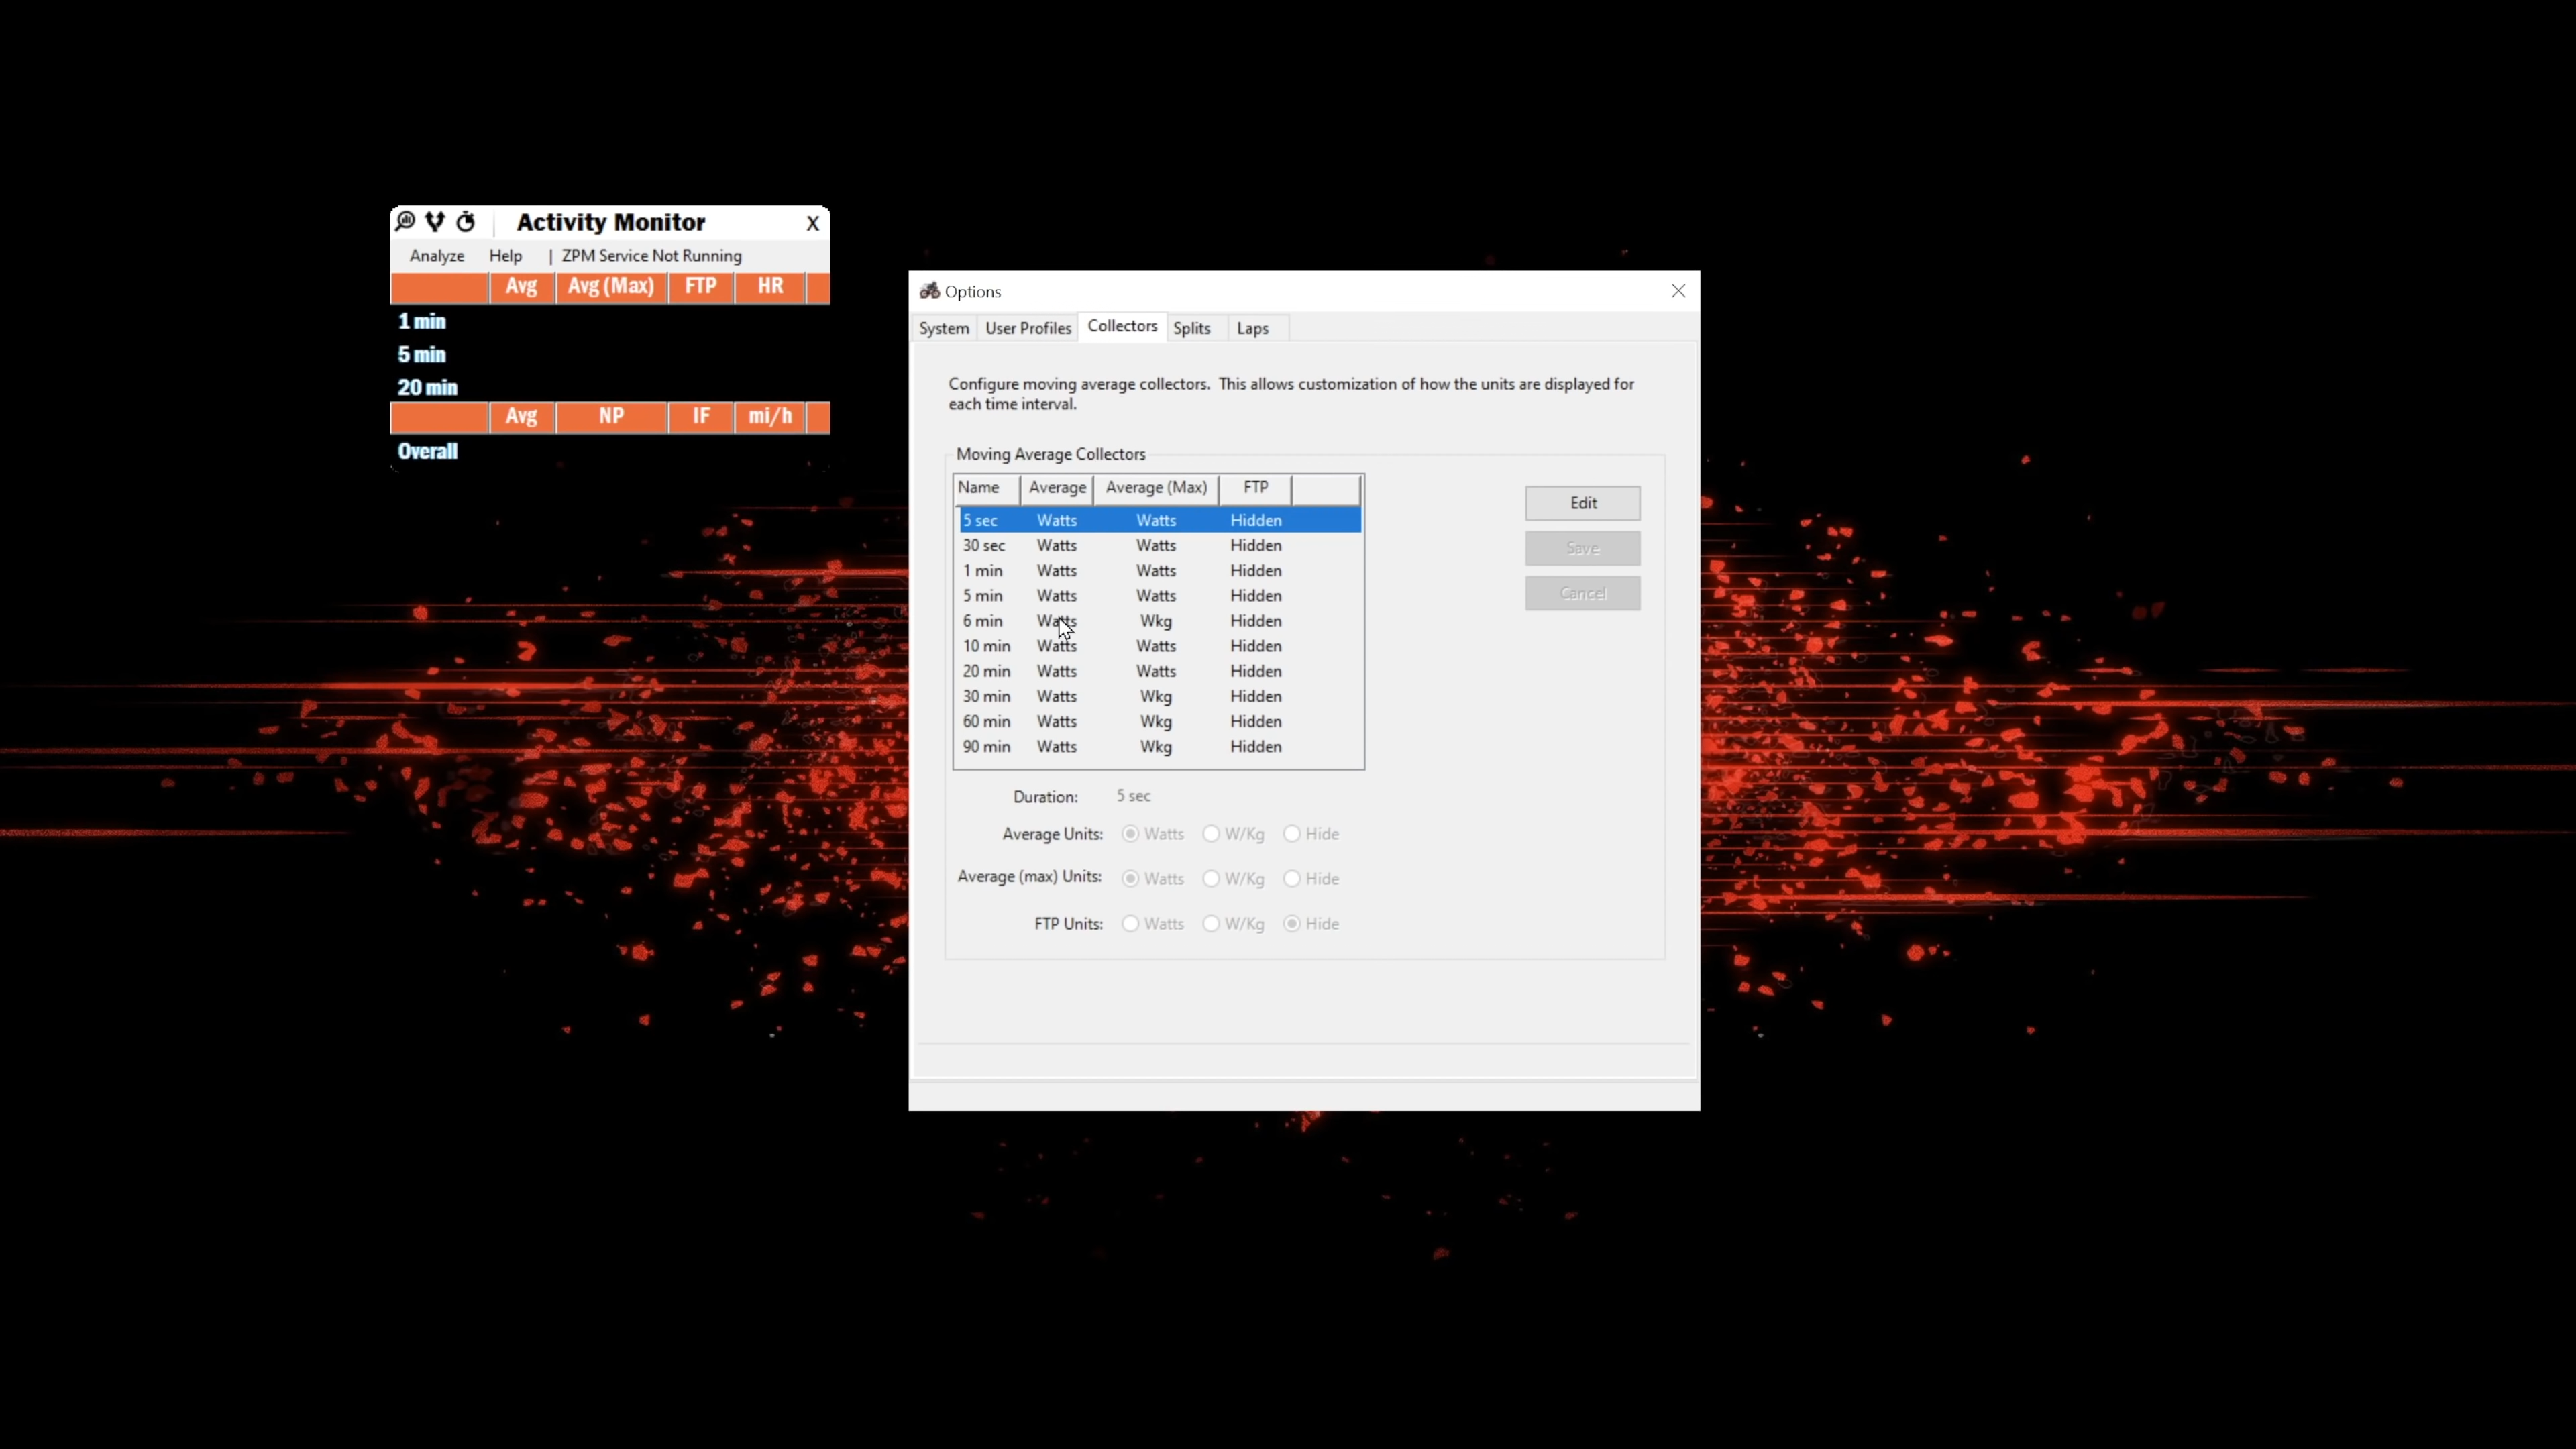 Activity Monitor X
Analyze Help | ZPM Service Not Running
Avg Avg (Max) FTP HR
1 min
5 min
20 min
Avg NP IF mi/h
Overall
Options
System User Profiles Collectors Splits Laps
Configure moving average collectors. This allows customization of how the units are displayed for
each time interval.
Moving Average Collectors
Name Average Average (Max) FTP
5 sec Watts Watts Hidden
30 sec Watts Watts Hidden
1 min Watts Watts Hidden
5 min Watts Watts Hidden
6 min Watts Wkg Hidden
10 min Watts Watts Hidden
20 min Watts Watts Hidden
30 min Watts Wkg Hidden
60 min Watts Wkg Hidden
90 min Watts Wkg Hidden
Edit
Save
Cancel
Duration: 5 sec
Average Units: Watts W/Kg Hide
Average (max) Units: Watts W/Kg Hide
FTP Units: Watts W/Kg Hide